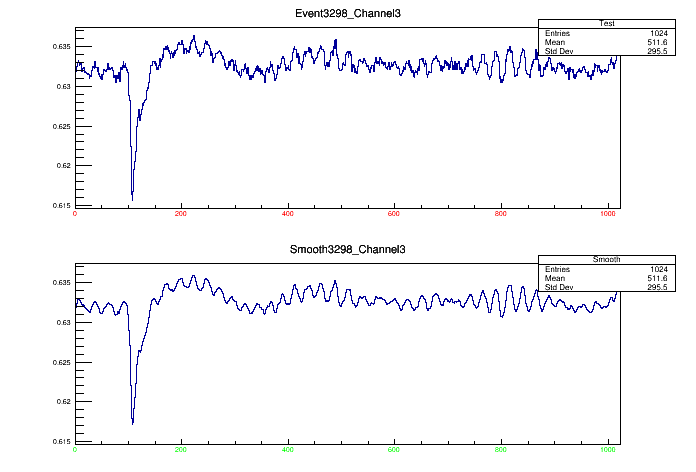 Event3298_Channel3
Test
Entries 1024
Mean 511.6
Std Dev 295.5
0.635
0.63
0.625
0.62
0.615
0 200 400 600 800 1000
Smooth3298_Channel3
Smooth
Entries 1024
Mean 511.6
Std Dev 295.5
0.635
0.63
0.625
0.62
0.615
0 200 400 600 800 1000